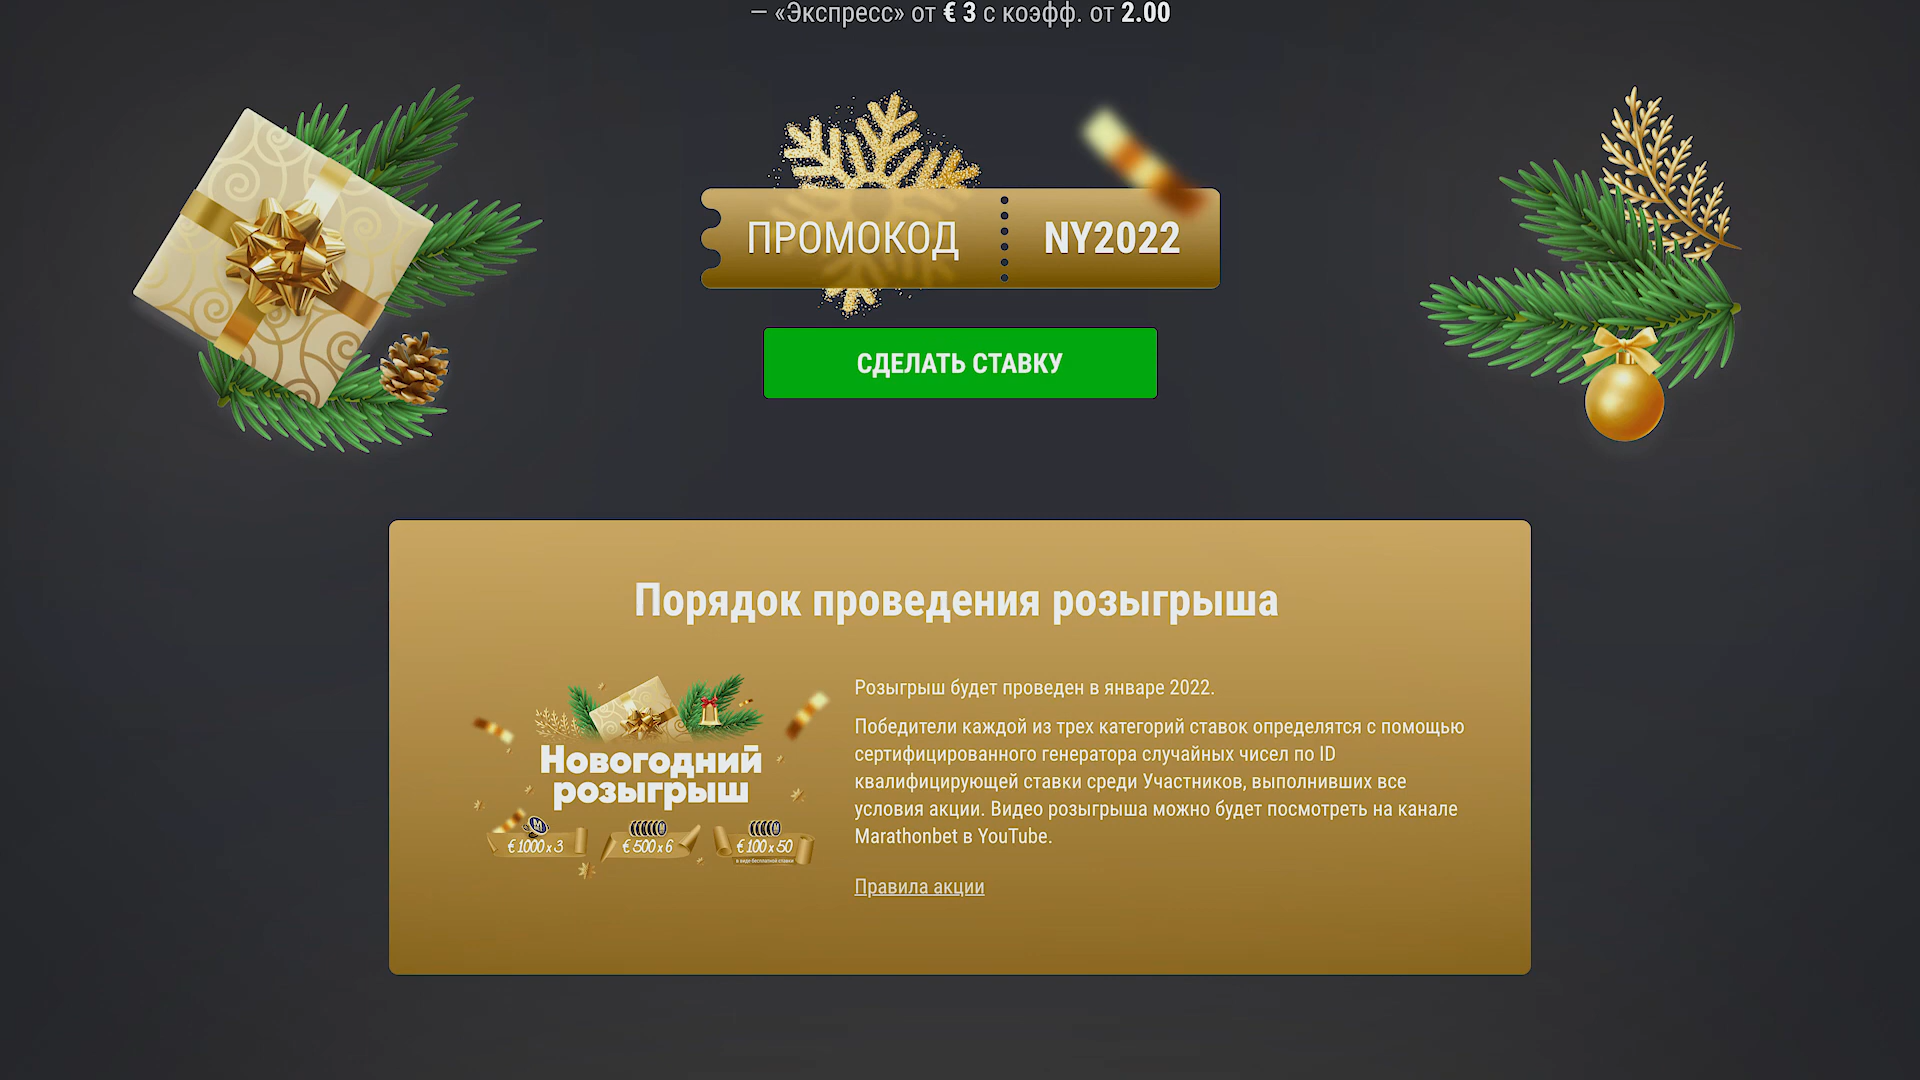 — «Экспресс» от € 3 с коэфф. от 2.00
ПРОМОКОД NY2022
СДЕЛАТЬ СТАВКУ
Порядок проведения розыгрыша
Новогодний
розыгрыш
€ 1000 x 3 € 500 x 6 € 100 x 50
в виде бесплатной ставки
Розыгрыш будет проведен в январе 2022.
Победители каждой из трех категорий ставок определятся с помощью
сертифицированного генератора случайных чисел по ID
квалифицирующей ставки среди Участников, выполнивших все
условия акции. Видео розыгрыша можно будет посмотреть на канале
Marathonbet в YouTube.
Правила акции